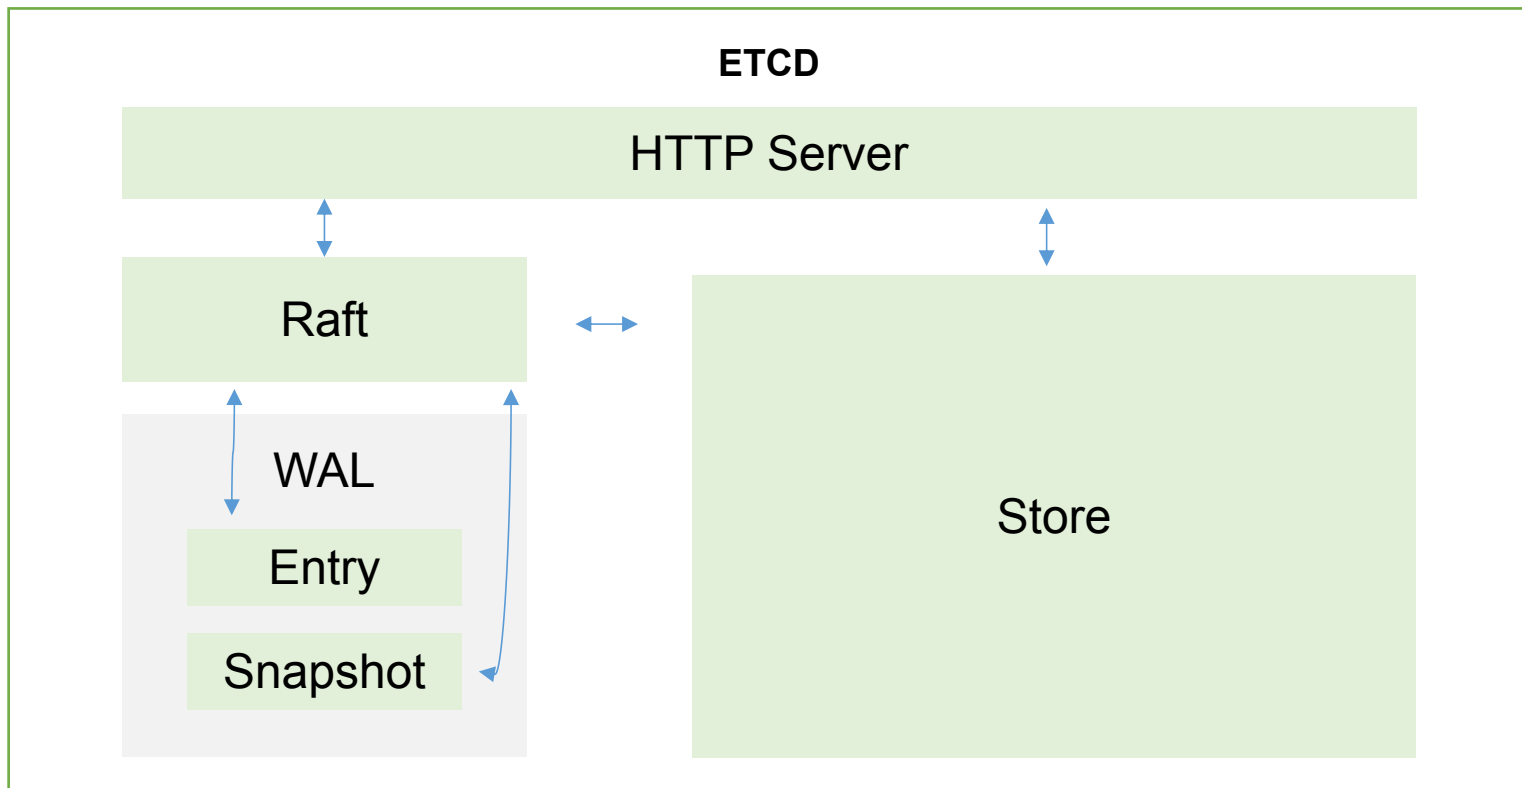 ETCD
HTTP Server
Raft
WAL
Entry
Snapshot
Store